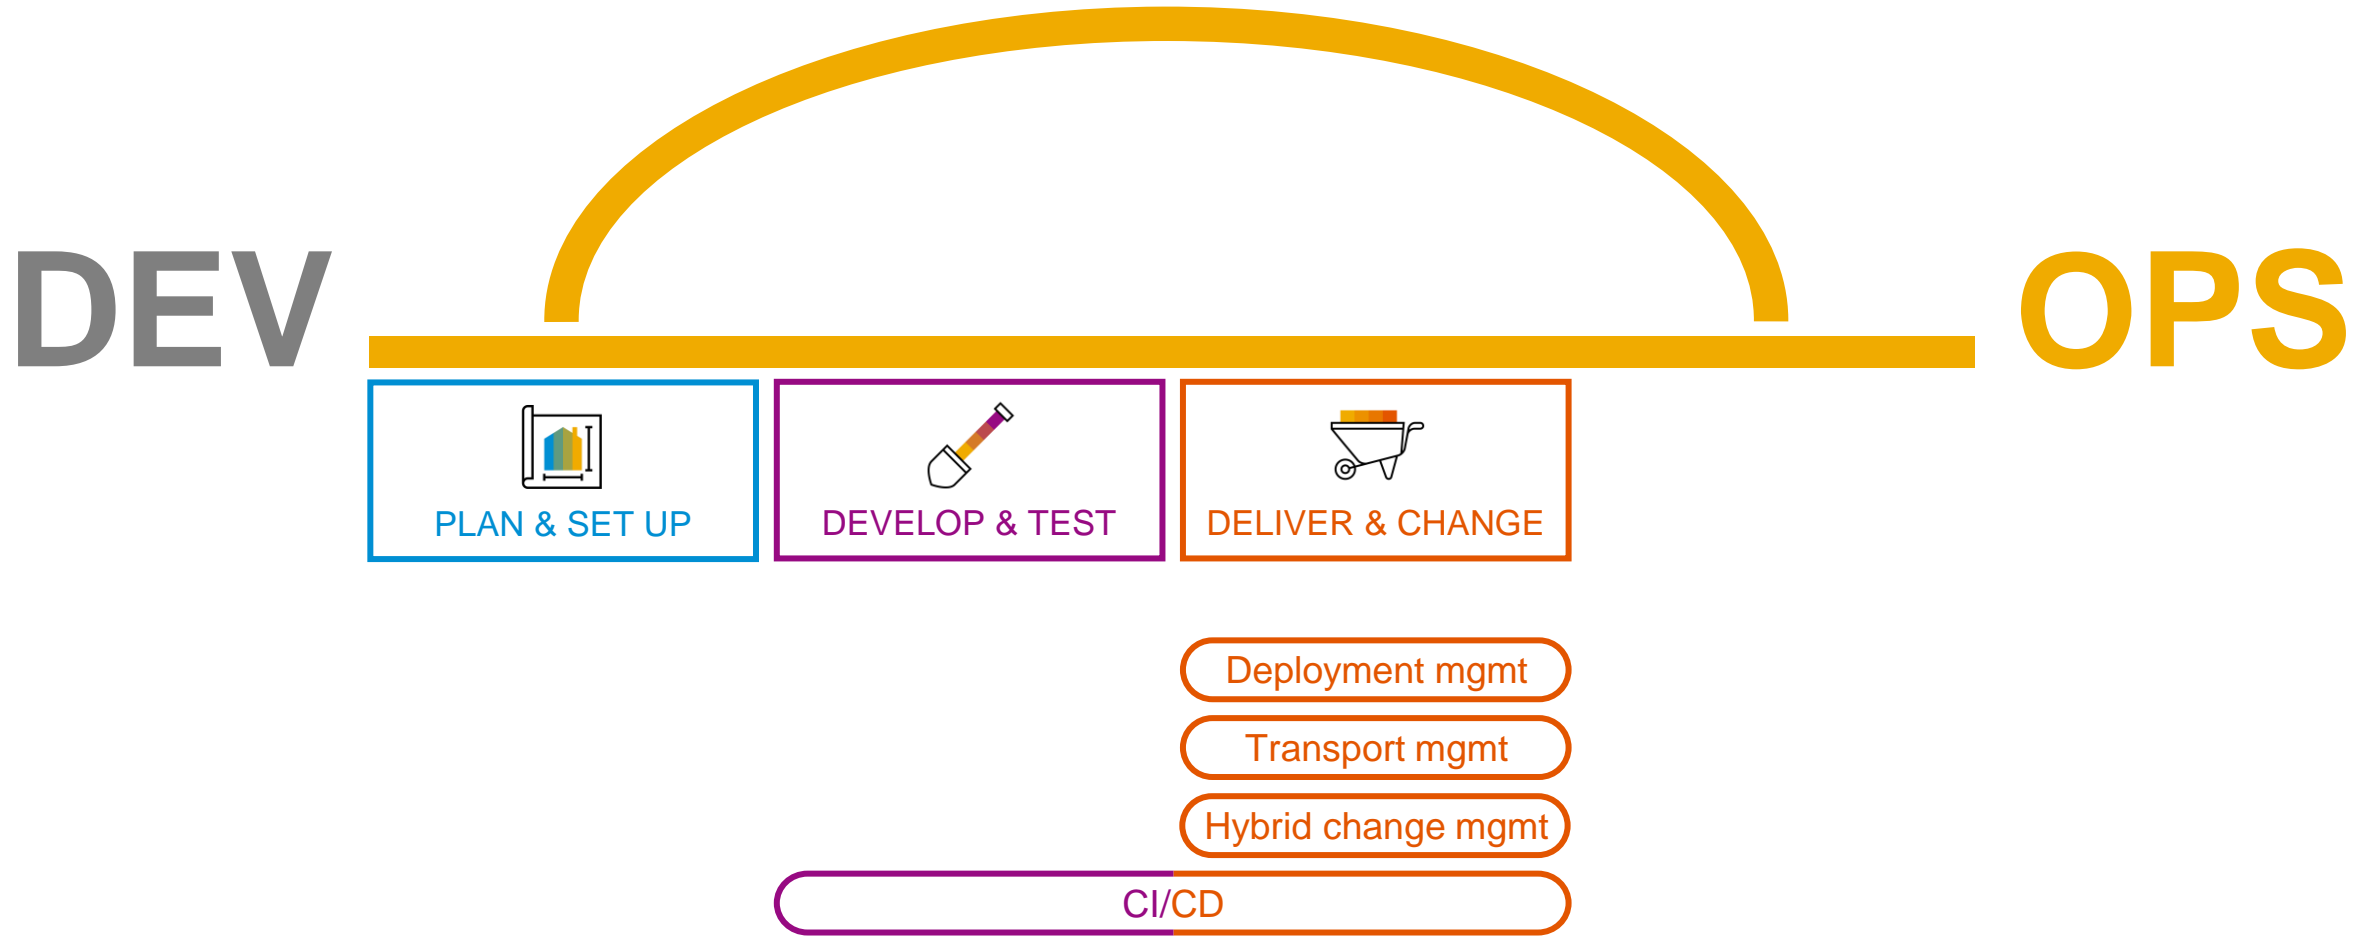 DEV
OPS
PLAN & SET UP
DEVELOP & TEST
DELIVER & CHANGE
Deployment mgmt
Transport mgmt
Hybrid change mgmt
CI/CD